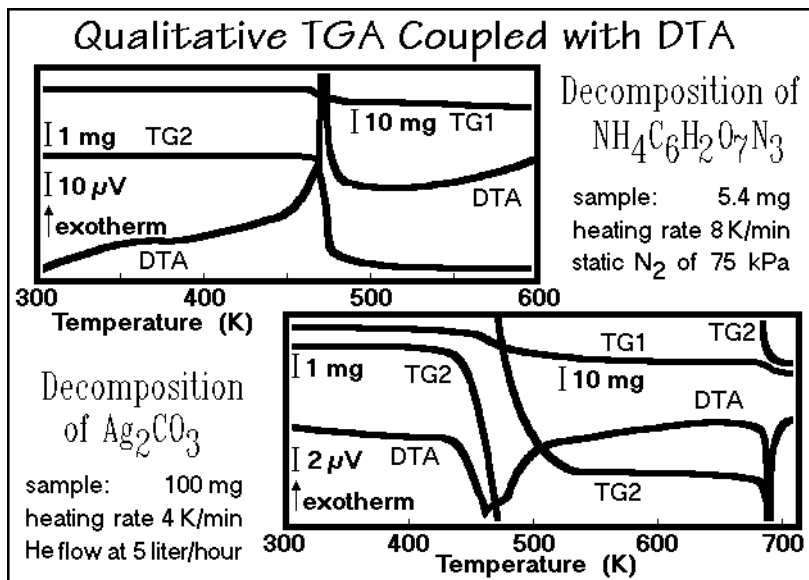 Qualitative TGA Coupled with DTA
Decomposition of
NH₄C₆H₂O₇N₃
sample: 5.4 mg
heating rate 8 K/min
static N₂ of 75 kPa
1 mg TG2
10 mg TG1
10 µV
exotherm
DTA
DTA
300 400 500 600
Temperature (K)
Decomposition
of Ag₂CO₃
sample: 100 mg
heating rate 4 K/min
He flow at 5 liter/hour
TG2
TG1
1 mg TG2
10 mg
DTA
DTA
2 µV
TG2
exotherm
300 400 500 600 700
Temperature (K)